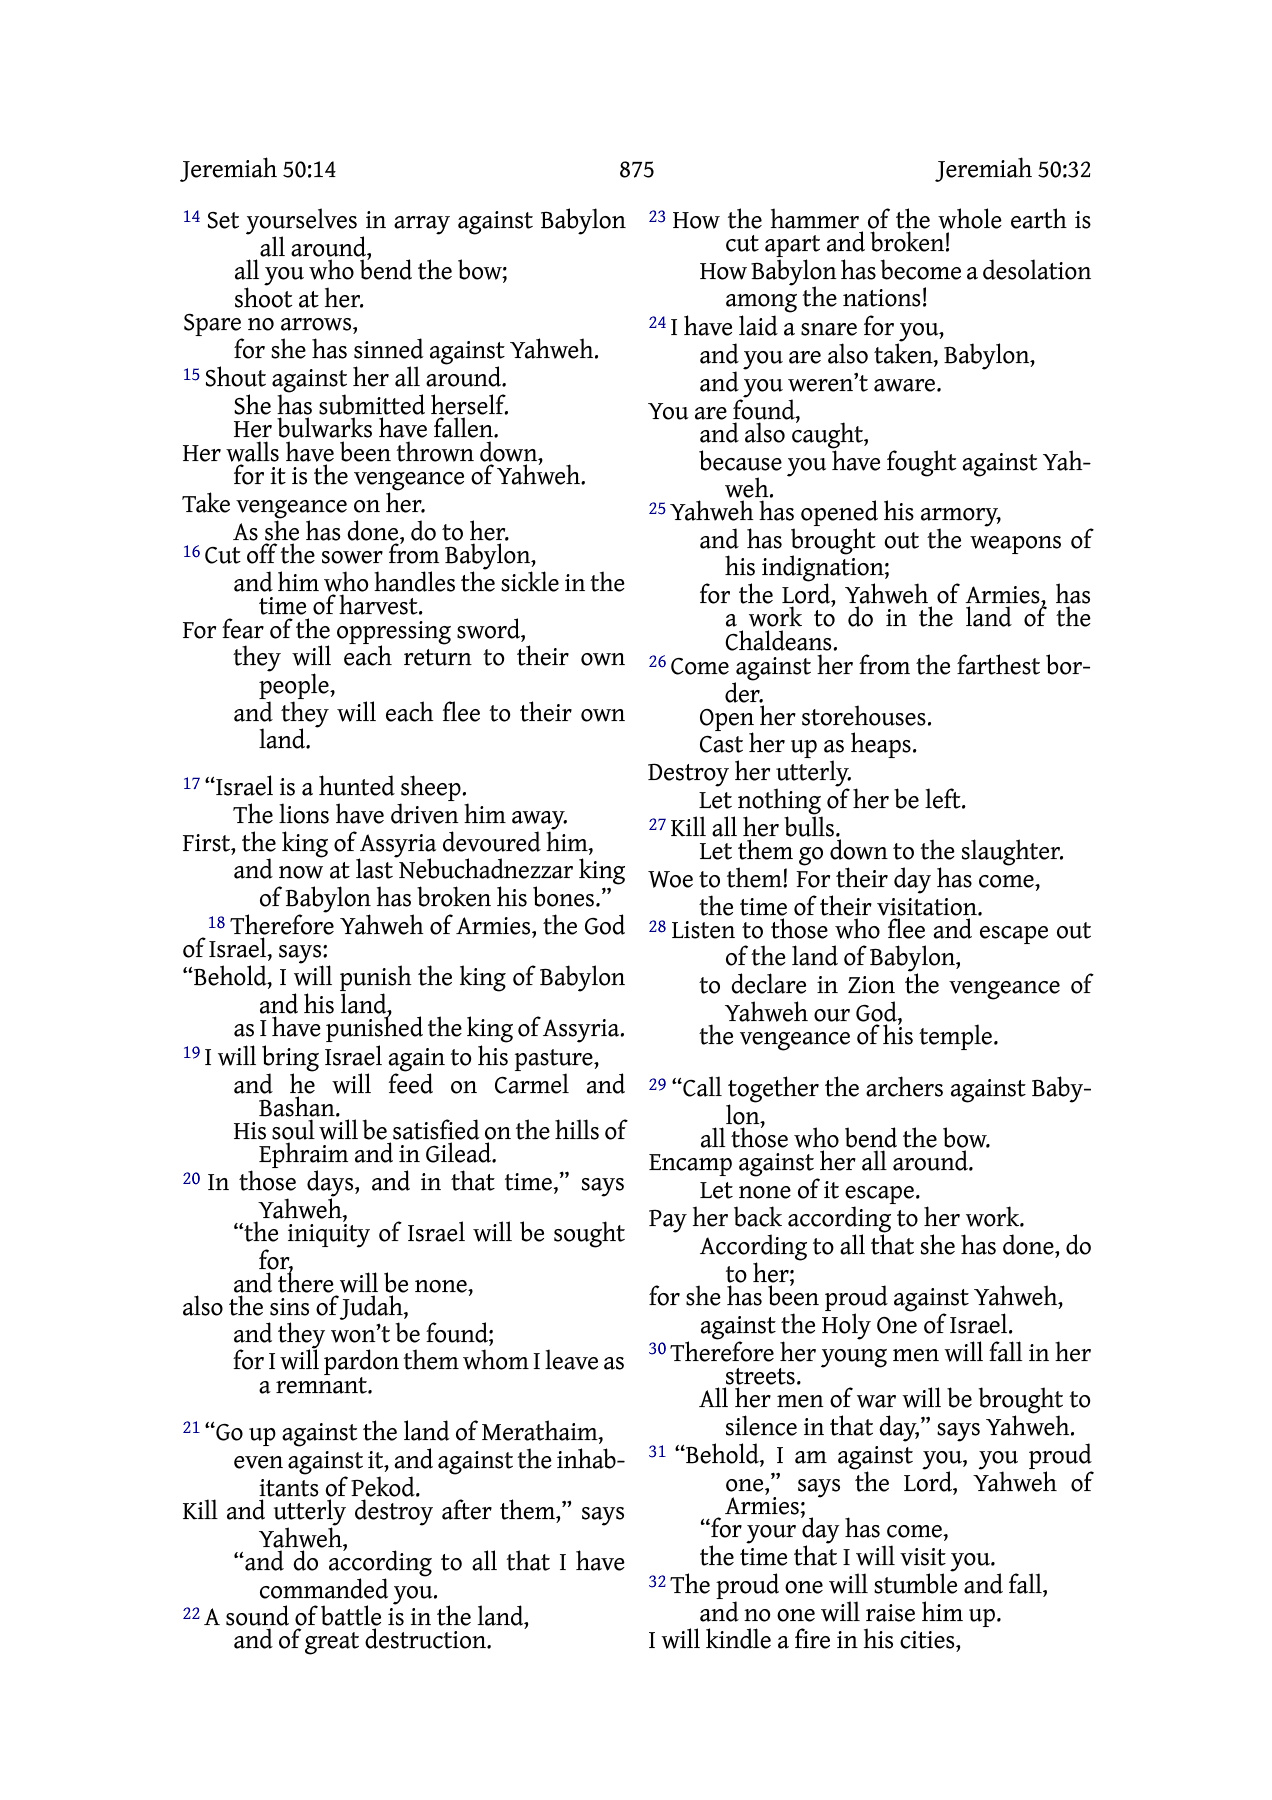 Jeremiah 50:14
875
Jeremiah 50:32
14 Set yourselves in array against Babylon
all around,
all you who bend the bow;
shoot at her.
Spare no arrows,
for she has sinned against Yahweh.
15 Shout against her all around.
She has submitted herself.
Her bulwarks have fallen.
Her walls have been thrown down,
for it is the vengeance of Yahweh.
Take vengeance on her.
As she has done, do to her.
16 Cut off the sower from Babylon,
and him who handles the sickle in the
time of harvest.
For fear of the oppressing sword,
they will each return to their own
people,
and they will each flee to their own
land.
17 “Israel is a hunted sheep.
The lions have driven him away.
First, the king of Assyria devoured him,
and now at last Nebuchadnezzar king
of Babylon has broken his bones.”
18 Therefore Yahweh of Armies, the God
of Israel, says:
“Behold, I will punish the king of Babylon
and his land,
as I have punished the king of Assyria.
19 I will bring Israel again to his pasture,
and he will feed on Carmel and
Bashan.
His soul will be satisfied on the hills of
Ephraim and in Gilead.
20 In those days, and in that time,” says
Yahweh,
“the iniquity of Israel will be sought
for,
and there will be none,
also the sins of Judah,
and they won’t be found;
for I will pardon them whom I leave as
a remnant.
21 “Go up against the land of Merathaim,
even against it, and against the inhab-
itants of Pekod.
Kill and utterly destroy after them,” says
Yahweh,
“and do according to all that I have
commanded you.
22 A sound of battle is in the land,
and of great destruction.
23 How the hammer of the whole earth is
cut apart and broken!
How Babylon has become a desolation
among the nations!
24 I have laid a snare for you,
and you are also taken, Babylon,
and you weren’t aware.
You are found,
and also caught,
because you have fought against Yah-
weh.
25 Yahweh has opened his armory,
and has brought out the weapons of
his indignation;
for the Lord, Yahweh of Armies, has
a work to do in the land of the
Chaldeans.
26 Come against her from the farthest bor-
der.
Open her storehouses.
Cast her up as heaps.
Destroy her utterly.
Let nothing of her be left.
27 Kill all her bulls.
Let them go down to the slaughter.
Woe to them! For their day has come,
the time of their visitation.
28 Listen to those who flee and escape out
of the land of Babylon,
to declare in Zion the vengeance of
Yahweh our God,
the vengeance of his temple.
29 “Call together the archers against Baby-
lon,
all those who bend the bow.
Encamp against her all around.
Let none of it escape.
Pay her back according to her work.
According to all that she has done, do
to her;
for she has been proud against Yahweh,
against the Holy One of Israel.
30 Therefore her young men will fall in her
streets.
All her men of war will be brought to
silence in that day,” says Yahweh.
31 “Behold, I am against you, you proud
one,” says the Lord, Yahweh of
Armies;
“for your day has come,
the time that I will visit you.
32 The proud one will stumble and fall,
and no one will raise him up.
I will kindle a fire in his cities,